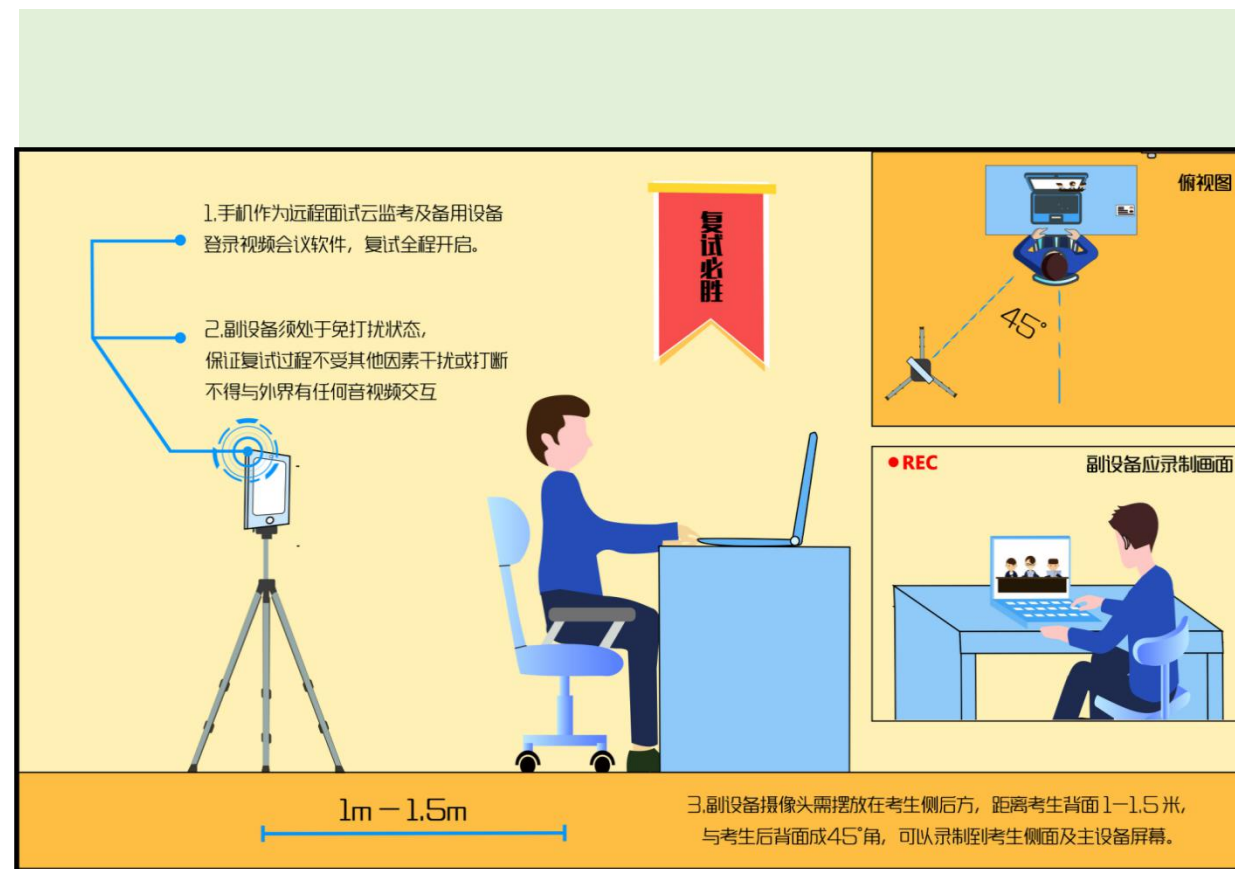 1.手机作为远程面试云监考及备用设备
登录视频会议软件，复试全程开启。
2.副设备须处于免打扰状态，
保证复试过程不受其他因素干扰或打断
不得与外界有任何音视频交互
复试必胜
俯视图
45°
●REC
副设备应录制画面
1m－1.5m
3.副设备摄像头需摆放在考生侧后方，距离考生背面1－1.5米，
与考生后背面成45°角，可以录制到考生侧面及主设备屏幕。